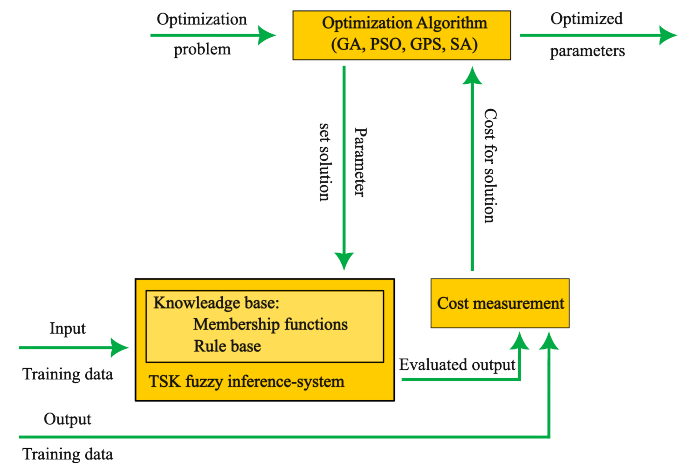 Optimization
problem
Optimization Algorithm
(GA, PSO, GPS, SA)
Optimized
parameters
Parameter
set solution
Cost for solution
Knowleadge base:
Membership functions
Rule base
TSK fuzzy inference-system
Cost measurement
Input
Training data
Evaluated output
Output
Training data